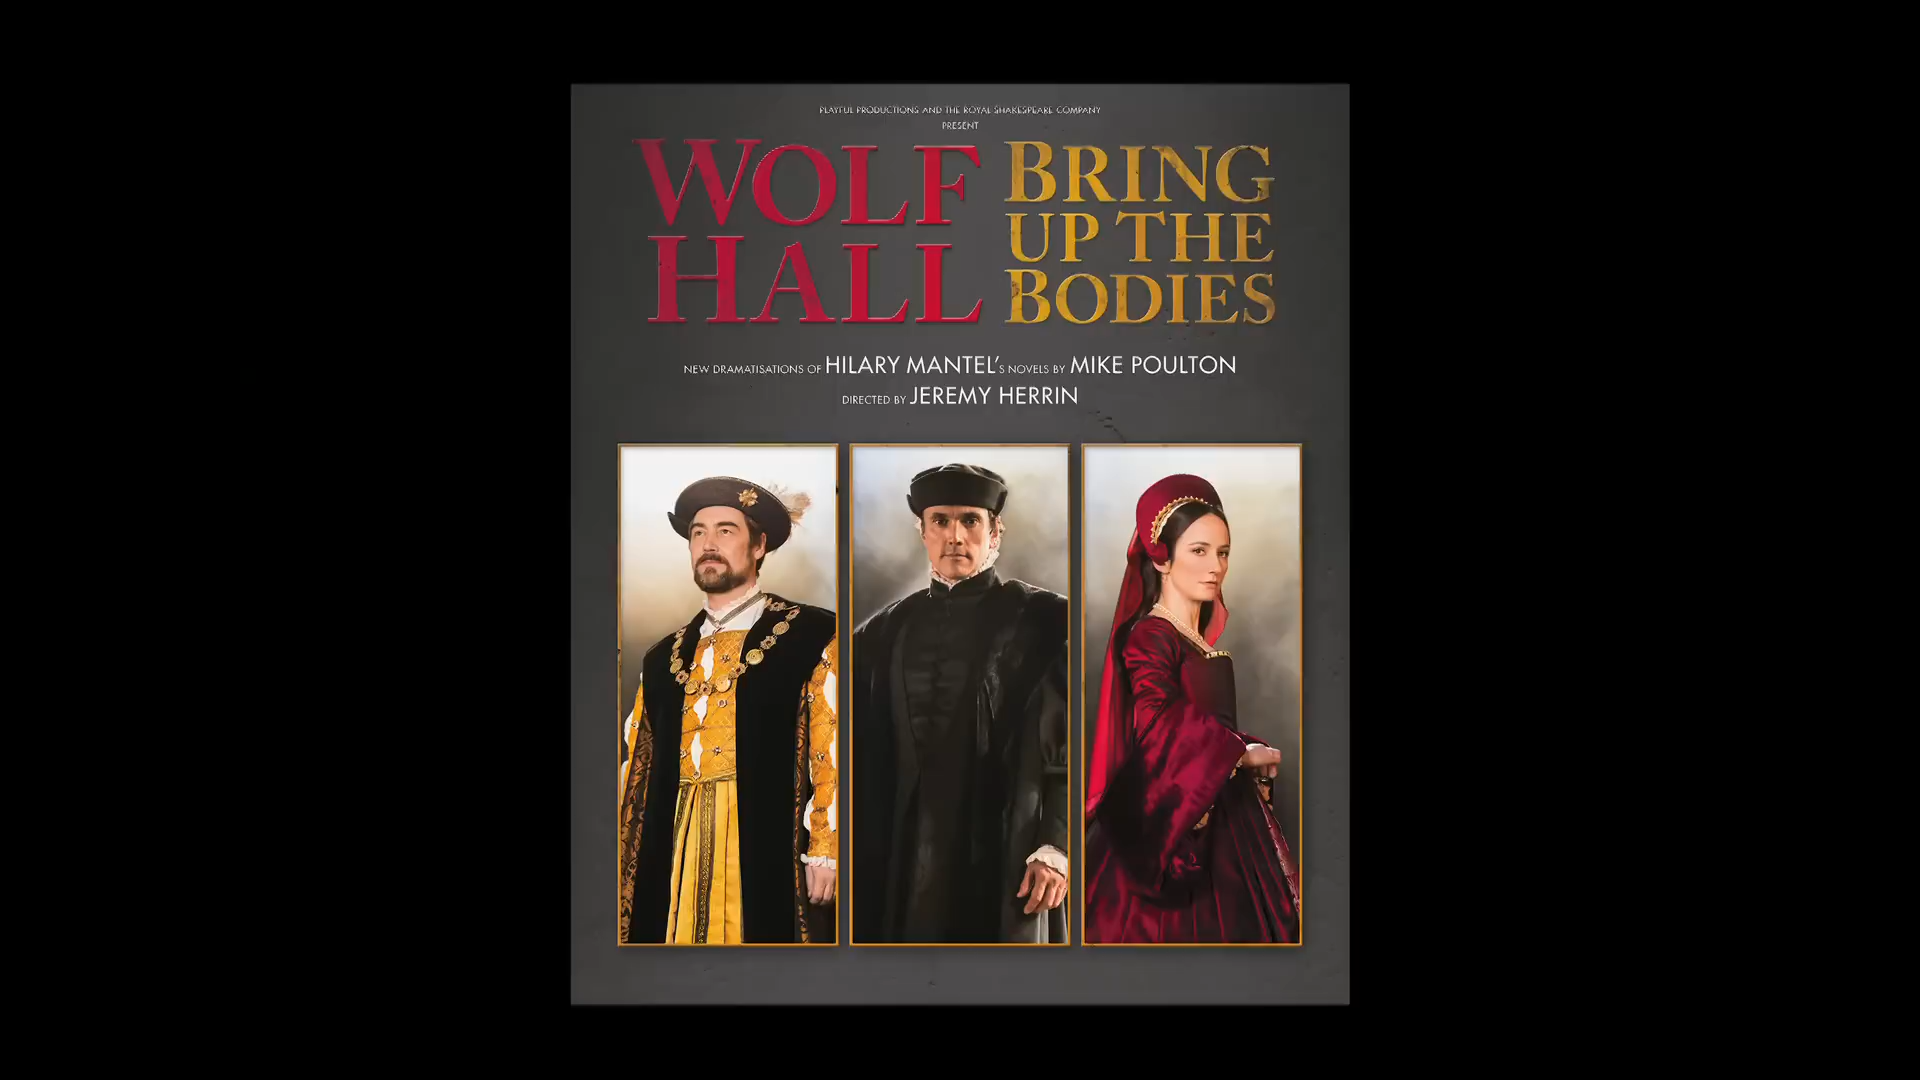 PLAYFUL PRODUCTIONS AND THE ROYAL SHAKESPEARE COMPANY
PRESENT
WOLF
HALL
BRING
UP THE
BODIES
NEW DRAMATISATIONS OF HILARY MANTEL'S NOVELS BY MIKE POULTON
DIRECTED BY JEREMY HERRIN